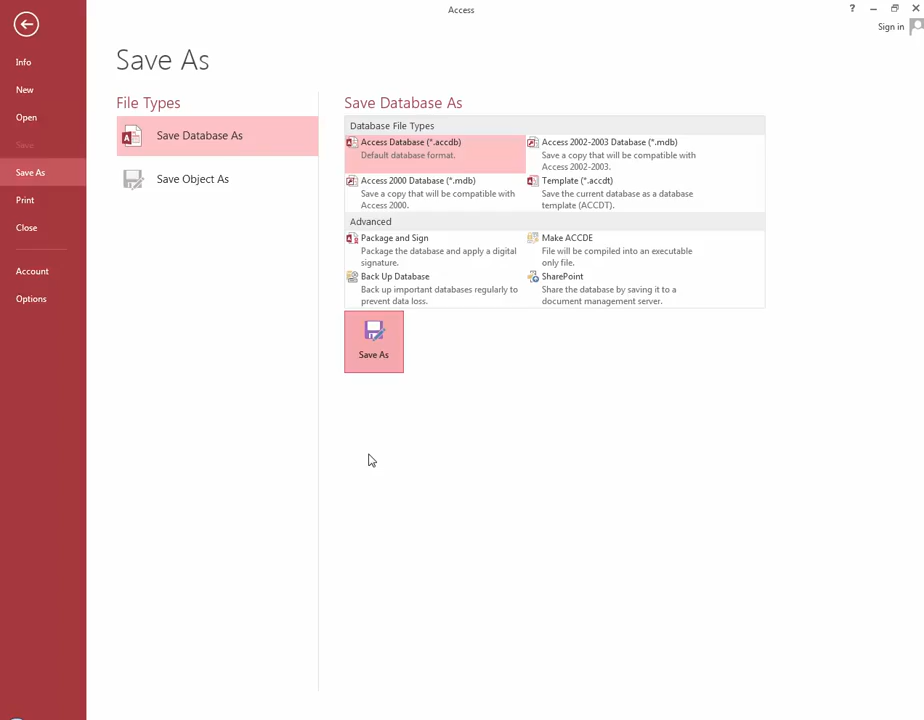 Access
?
Sign in
Info
New
Open
Save
Save As
Print
Close
Account
Options
Save As
File Types
Save Database As
Save Object As
Save Database As
Database File Types
Access Database (*.accdb)
Default database format.
Access 2002-2003 Database (*.mdb)
Save a copy that will be compatible with
Access 2002-2003.
Access 2000 Database (*.mdb)
Save a copy that will be compatible with
Access 2000.
Template (*.accdt)
Save the current database as a database
template (ACCDT).
Advanced
Package and Sign
Package the database and apply a digital
signature.
Make ACCDE
File will be compiled into an executable
only file.
Back Up Database
Back up important databases regularly to
prevent data loss.
SharePoint
Share the database by saving it to a
document management server.
Save As